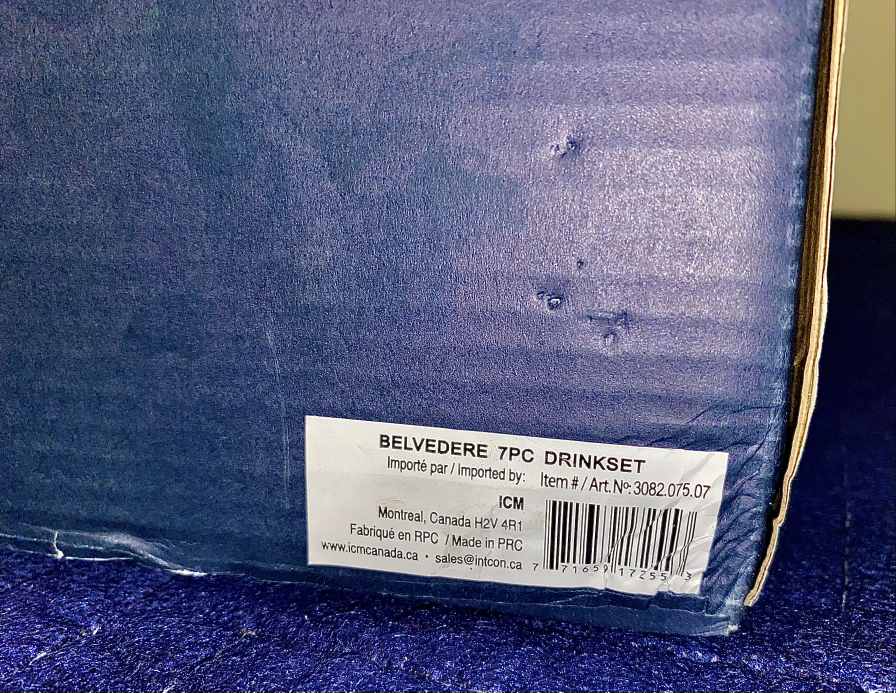 BELVEDERE 7PC DRINKSET
Importé par / Imported by:
Item # / Art. Nº: 3082.075.07
ICM
Montreal, Canada H2V 4R1
Fabriqué en RPC / Made in PRC
www.icmcanada.ca • sales@intcon.ca
7 71659 17255 3